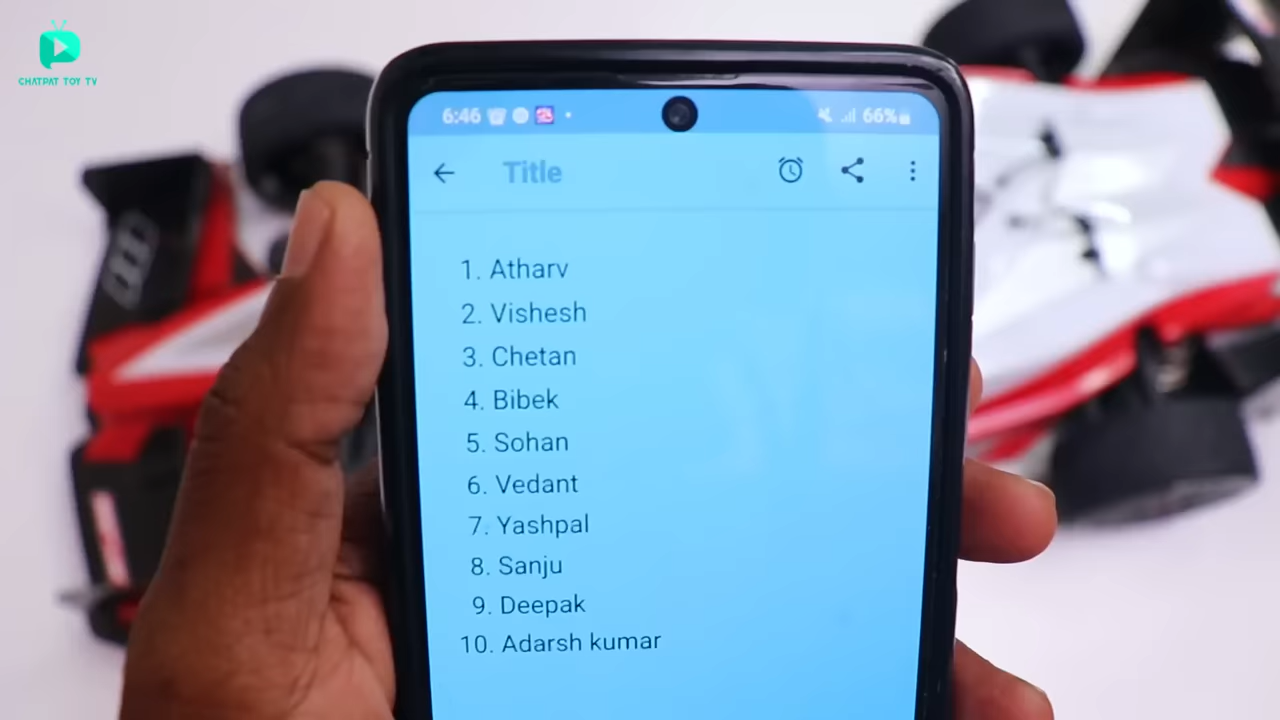 CHATPAT TOY TV
6:46 66%
Title
1. Atharv
2. Vishesh
3. Chetan
4. Bibek
5. Sohan
6. Vedant
7. Yashpal
8. Sanju
9. Deepak
10. Adarsh kumar